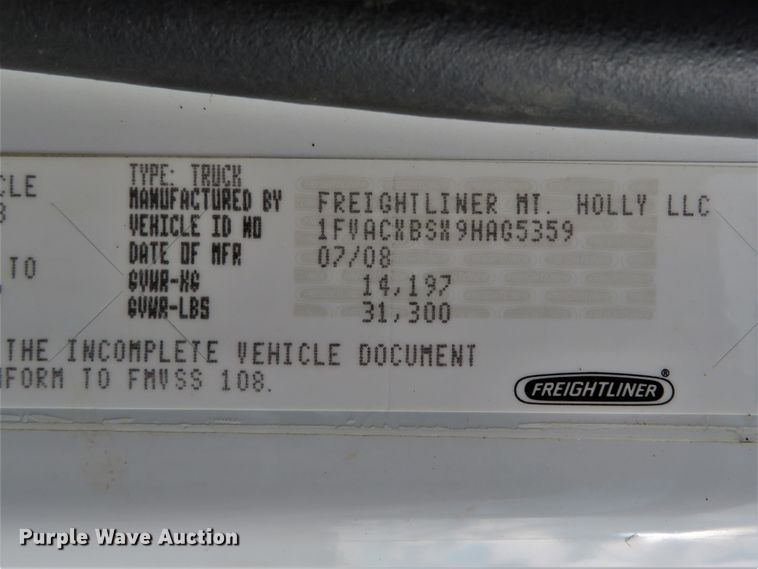 CLE
TYPE: TRUCK
MANUFACTURED BY FREIGHTLINER MT. HOLLY LLC
VEHICLE ID NO 1FVACXBSX9HAG5359
DATE OF MFR 07/08
TO
GVWR-KG 14,197
GVWR-LBS 31,300
THE INCOMPLETE VEHICLE DOCUMENT
NFORM TO FMVSS 108.
FREIGHTLINER®
Purple Wave Auction